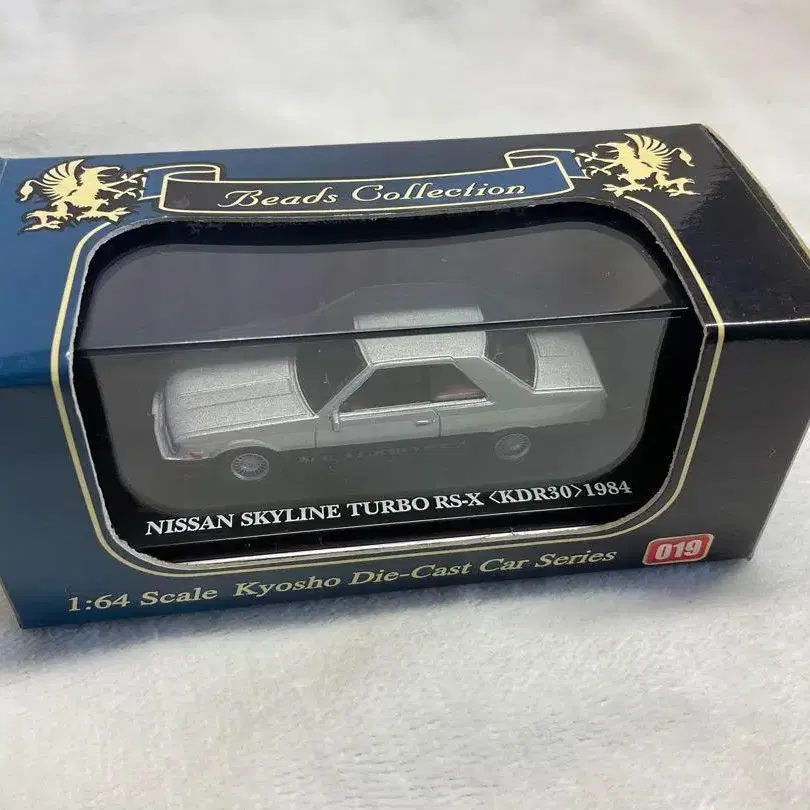 Beads Collection
NISSAN SKYLINE TURBO RS-X <KDR30>1984
1:64 Scale Kyosho Die-Cast Car Series
019